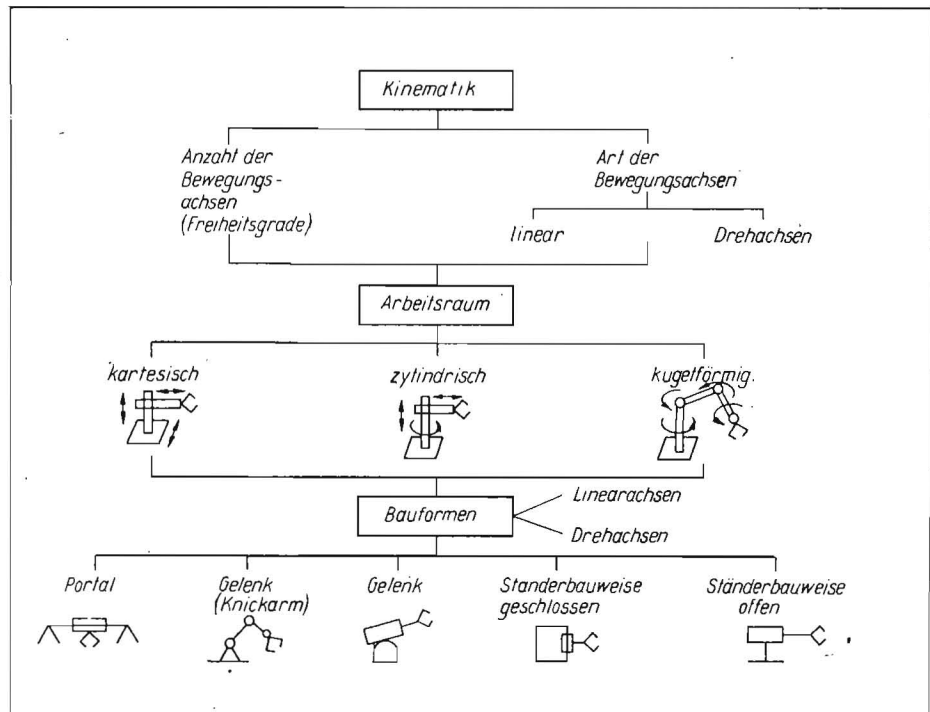 Kinematik
Anzahl der
Bewegungs-
achsen
(Freiheitsgrade)
Art der
Bewegungsachsen
linear
Drehachsen
Arbeitsraum
kartesisch
zylindrisch
kugelförmig.
Bauformen
Linearachsen
Drehachsen
Portal
Gelenk
(Knickarm)
Gelenk
Standerbauweise
geschlossen
Ständerbauweise
offen